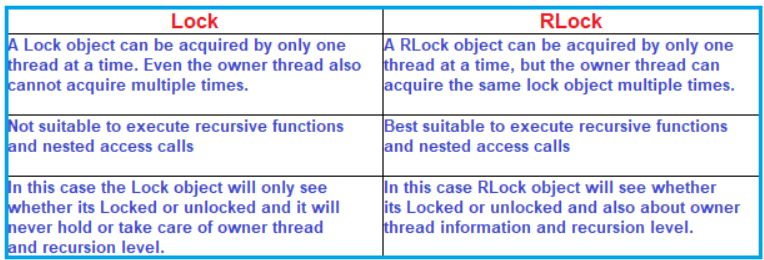 Lock
RLock
A Lock object can be acquired by only one
thread at a time. Even the owner thread also
cannot acquire multiple times.
A RLock object can be acquired by only one
thread at a time, but the owner thread can
acquire the same lock object multiple times.
Not suitable to execute recursive functions
and nested access calls
Best suitable to execute recursive functions
and nested access calls
In this case the Lock object will only see
whether its Locked or unlocked and it will
never hold or take care of owner thread
and recursion level.
In this case RLock object will see whether
its Locked or unlocked and also about owner
thread information and recursion level.